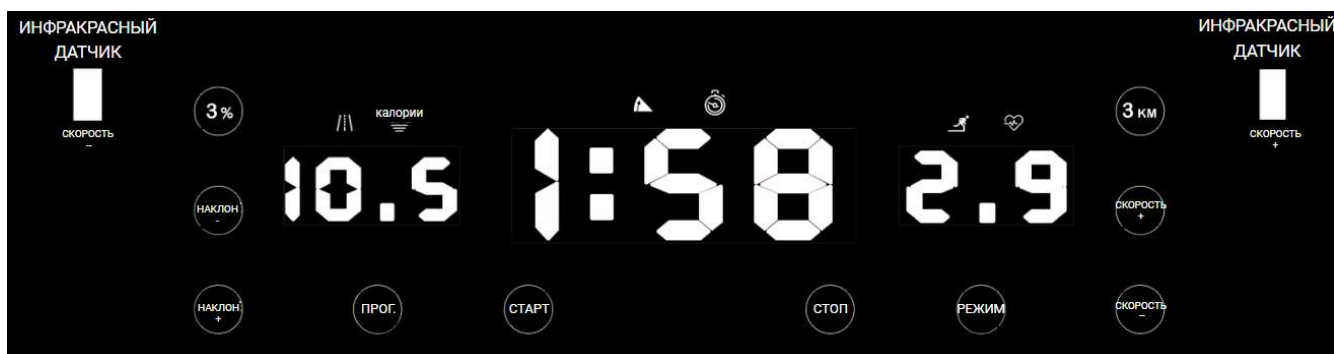 ИНФРАКРАСНЫЙ
ДАТЧИК
СКОРОСТЬ
–
3 %
НАКЛОН
-
НАКЛОН
+
калории
10.5
1:58
2.9
ПРОГ.
СТАРТ
СТОП
РЕЖИМ
3 КМ
СКОРОСТЬ
+
СКОРОСТЬ
–
ИНФРАКРАСНЫЙ
ДАТЧИК
СКОРОСТЬ
+